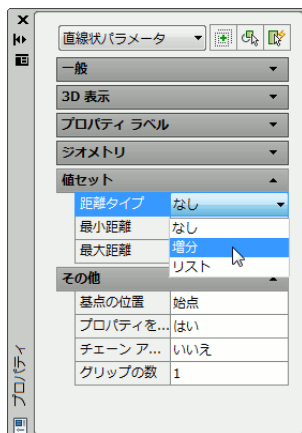 直線状パラメータ
一般
3D 表示
プロパティ ラベル
ジオメトリ
値セット
距離タイプ なし
最小距離 なし
増分
最大距離 リスト
その他
基点の位置 始点
プロパティを... はい
チェーン ア... いいえ
グリップの数 1
プロパティ